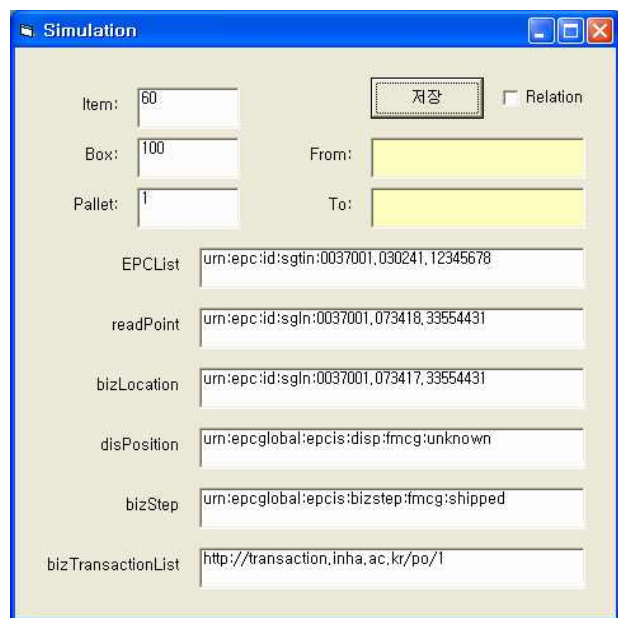 Simulation
Item: 60 저장 Relation
Box: 100 From:
Pallet: 1 To:
EPCList urn:epc:id:sgtin:0037001.030241.12345678
readPoint urn:epc:id:sgln:0037001.073418.33554431
bizLocation urn:epc:id:sgln:0037001.073417.33554431
disPosition urn:epcglobal:epcis:disp:fmcg:unknown
bizStep urn:epcglobal:epcis:bizstep:fmcg:shipped
bizTransactionList http://transaction.inha.ac.kr/po/1